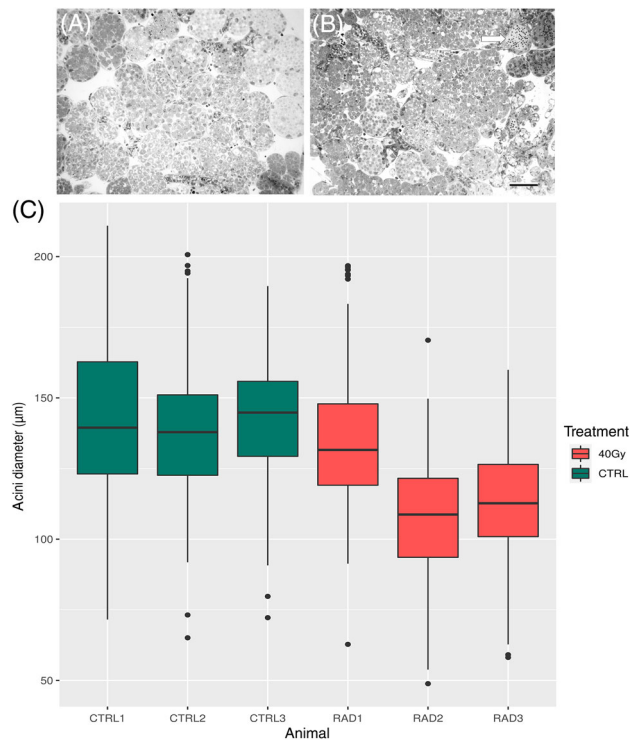 (A)
(B)
(C)
200
150
100
50
Acini diameter (µm)
CTRL1 CTRL2 CTRL3 RAD1 RAD2 RAD3
Animal
Treatment
40Gy
CTRL